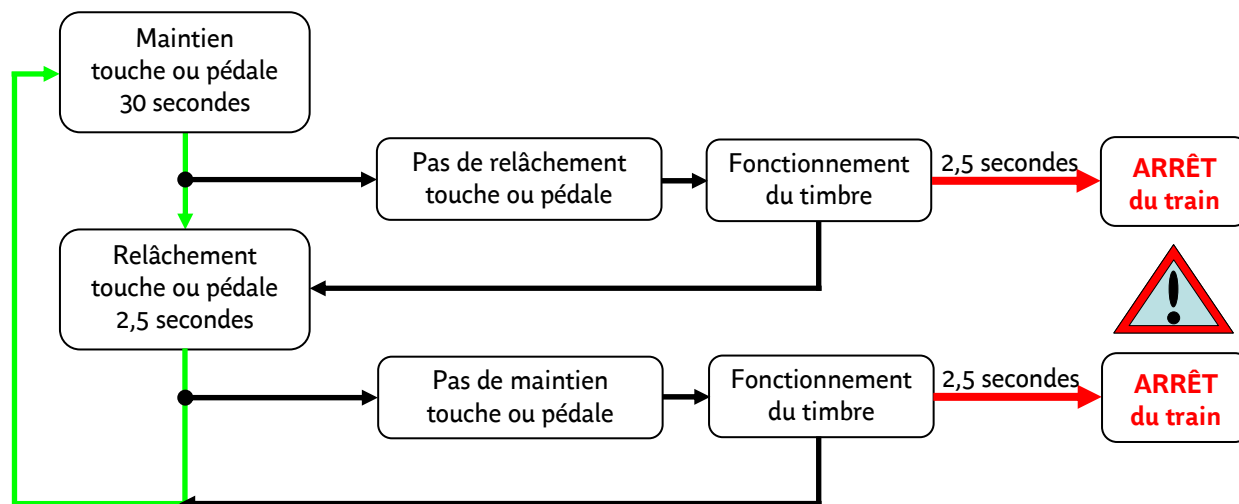 Maintien
touche ou pédale
30 secondes
Pas de relâchement
touche ou pédale
Fonctionnement
du timbre
2,5 secondes
ARRÊT
du train
Relâchement
touche ou pédale
2,5 secondes
Pas de maintien
touche ou pédale
Fonctionnement
du timbre
2,5 secondes
ARRÊT
du train